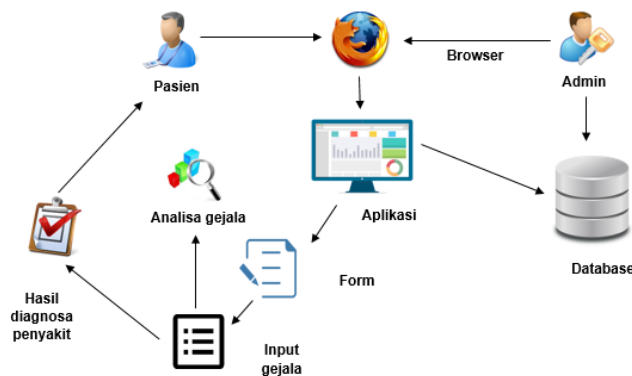 Browser
Pasien
Admin
Analisa gejala
Aplikasi
Database
Form
Hasil
diagnosa
penyakit
Input
gejala